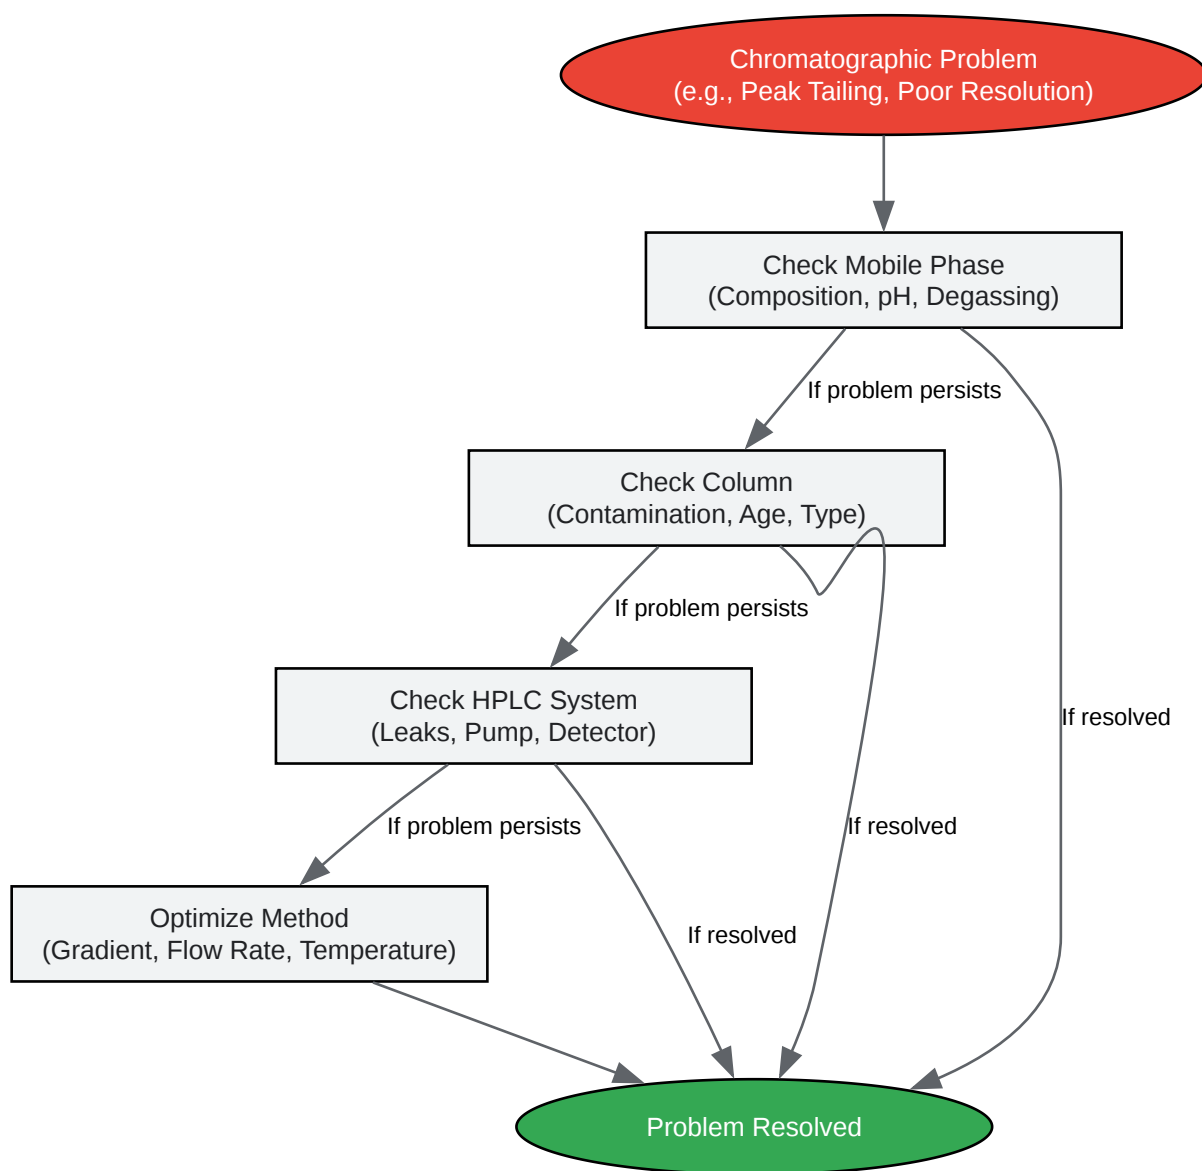 Chromatographic Problem
(e.g., Peak Tailing, Poor Resolution)
Check Mobile Phase
(Composition, pH, Degassing)
If problem persists
Check Column
(Contamination, Age, Type)
If problem persists
Check HPLC System
(Leaks, Pump, Detector)
If resolved
If problem persists
If resolved
Optimize Method
(Gradient, Flow Rate, Temperature)
If resolved
Problem Resolved